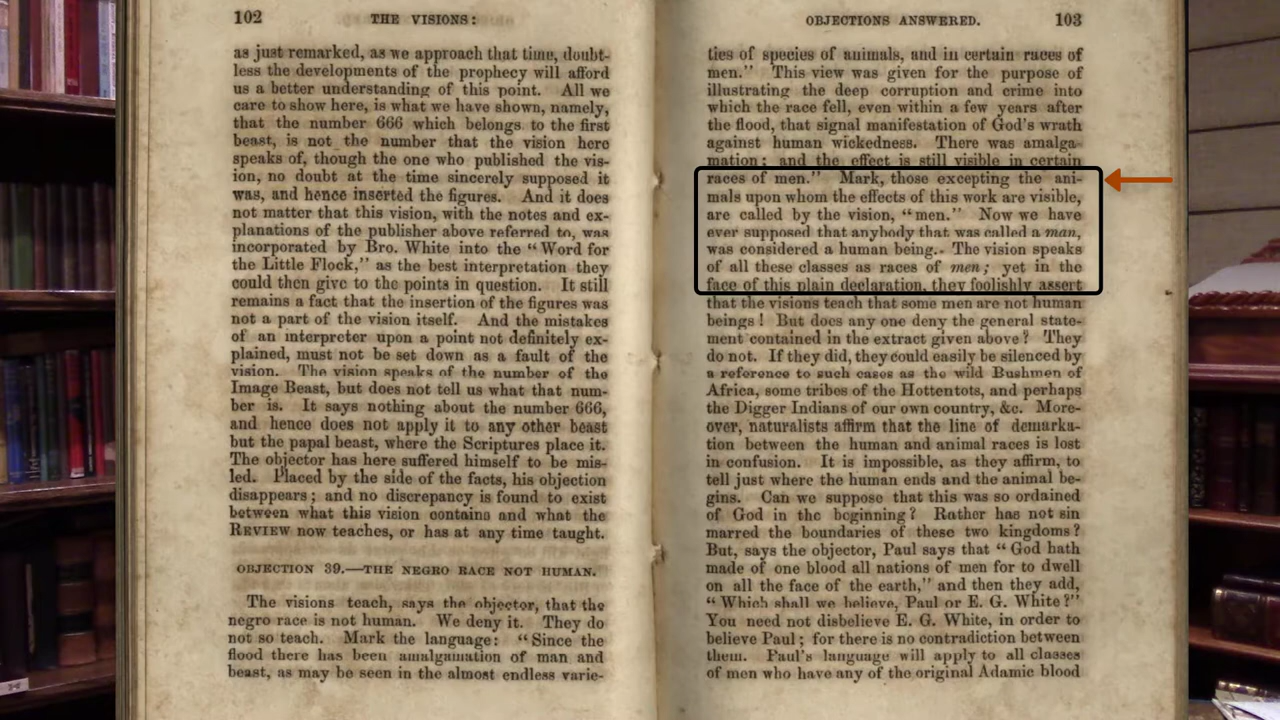 102 THE VISIONS:
as just remarked, as we approach that time, doubt-
less the developments of the prophecy will afford
us a better understanding of this point. All we
care to show here, is what we have shown, namely,
that the number 666 which belongs to the first
beast, is not the number that the vision here
speaks of, though the one who published the vis-
ion, no doubt at the time sincerely supposed it
was, and hence inserted the figures. And it does
not matter that this vision, with the notes and ex-
planations of the publisher above referred to, was
incorporated by Bro. White into the “Word for
the Little Flock,” as the best interpretation they
could then give to the points in question. It still
remains a fact that the insertion of the figures was
not a part of the vision itself. And the mistakes
of an interpreter upon a point not definitely ex-
plained, must not be set down as a fault of the
vision. The vision speaks of the number of the
Image Beast, but does not tell us what that num-
ber is. It says nothing about the number 666,
and hence does not apply it to any other beast
but the papal beast, where the Scriptures place it.
The objector has here suffered himself to be mis-
led. Placed by the side of the facts, his objection
disappears; and no discrepancy is found to exist
between what this vision contains and what the
REVIEW now teaches, or has at any time taught.
OBJECTION 39.—THE NEGRO RACE NOT HUMAN.
The visions teach, says the objector, that the
negro race is not human. We deny it. They do
not so teach. Mark the language: “Since the
flood there has been amalgamation of man and
beast, as may be seen in the almost endless varie-
OBJECTIONS ANSWERED. 103
ties of species of animals, and in certain races of
men.” This view was given for the purpose of
illustrating the deep corruption and crime into
which the race fell, even within a few years after
the flood, that signal manifestation of God's wrath
against human wickedness. There was amalga-
mation; and the effect is still visible in certain
races of men.” Mark, those excepting the ani-
mals upon whom the effects of this work are visible,
are called by the vision, “men.” Now we have
ever supposed that anybody that was called a man,
was considered a human being. The vision speaks
of all these classes as races of men; yet in the
face of this plain declaration, they foolishly assert
that the visions teach that some men are not human
beings! But does any one deny the general state-
ment contained in the extract given above? They
do not. If they did, they could easily be silenced by
a reference to such cases as the wild Bushmen of
Africa, some tribes of the Hottentots, and perhaps
the Digger Indians of our own country, &c. More-
over, naturalists affirm that the line of demarka-
tion between the human and animal races is lost
in confusion. It is impossible, as they affirm, to
tell just where the human ends and the animal be-
gins. Can we suppose that this was so ordained
of God in the beginning? Rather has not sin
marred the boundaries of these two kingdoms?
But, says the objector, Paul says that “God hath
made of one blood all nations of men for to dwell
on all the face of the earth,” and then they add,
“Which shall we believe, Paul or E. G. White?”
You need not disbelieve E. G. White, in order to
believe Paul; for there is no contradiction between
them. Paul's language will apply to all classes
of men who have any of the original Adamic blood